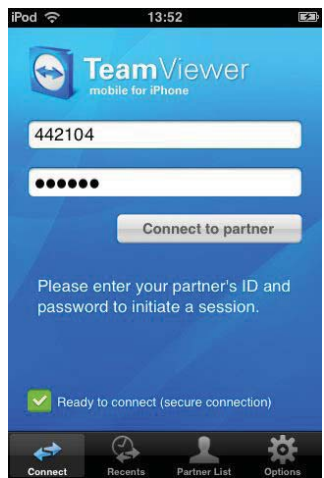 iPod 13:52
TeamViewer
mobile for iPhone
442104
●●●●●●
Connect to partner
Please enter your partner's ID and
password to initiate a session.
Ready to connect (secure connection)
Connect Recents Partner List Options